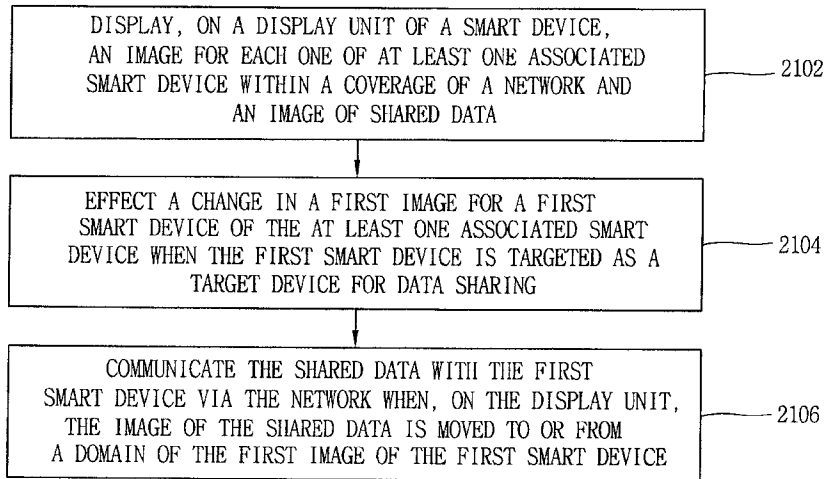 DISPLAY, ON A DISPLAY UNIT OF A SMART DEVICE,
AN IMAGE FOR EACH ONE OF AT LEAST ONE ASSOCIATED
SMART DEVICE WITHIN A COVERAGE OF A NETWORK AND
AN IMAGE OF SHARED DATA
2102
EFFECT A CHANGE IN A FIRST IMAGE FOR A FIRST
SMART DEVICE OF THE AT LEAST ONE ASSOCIATED SMART
DEVICE WHEN THE FIRST SMART DEVICE IS TARGETED AS A
TARGET DEVICE FOR DATA SHARING
2104
COMMUNICATE THE SHARED DATA WITH THE FIRST
SMART DEVICE VIA THE NETWORK WHEN, ON THE DISPLAY UNIT,
THE IMAGE OF THE SHARED DATA IS MOVED TO OR FROM
A DOMAIN OF THE FIRST IMAGE OF THE FIRST SMART DEVICE
2106